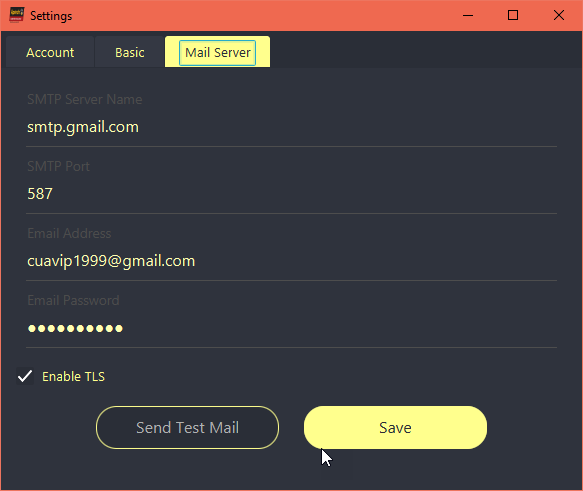 Settings
Account Basic Mail Server
SMTP Server Name
smtp.gmail.com
SMTP Port
587
Email Address
cuavip1999@gmail.com
Email Password
●●●●●●●●●●
Enable TLS
Send Test Mail Save